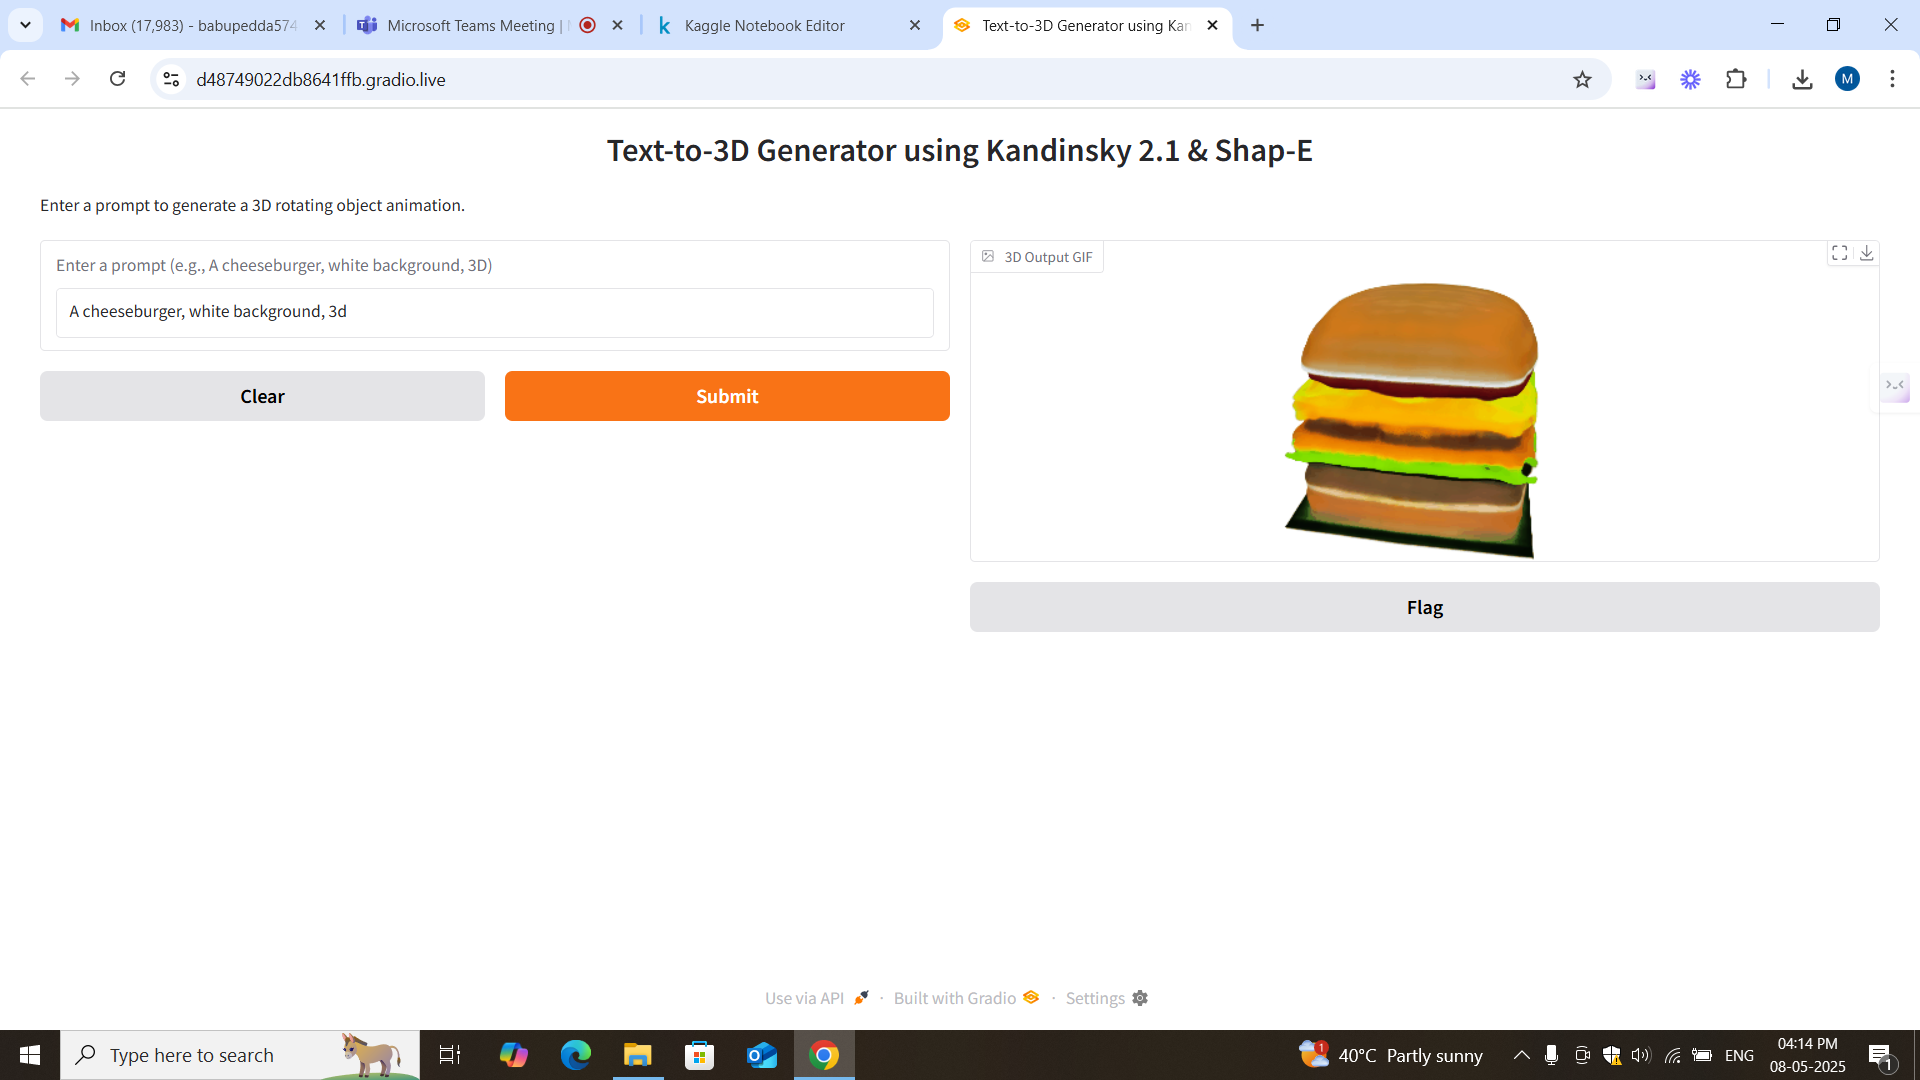 Inbox (17,983) - babupedda574
Microsoft Teams Meeting |
Kaggle Notebook Editor
Text-to-3D Generator using Kan
d48749022db8641ffb.gradio.live
M
Text-to-3D Generator using Kandinsky 2.1 & Shap-E
Enter a prompt to generate a 3D rotating object animation.
Enter a prompt (e.g., A cheeseburger, white background, 3D)
A cheeseburger, white background, 3d
Clear
Submit
3D Output GIF
Flag
Use via API · Built with Gradio · Settings
Type here to search
1
40°C Partly sunny
ENG
04:14 PM
08-05-2025
1